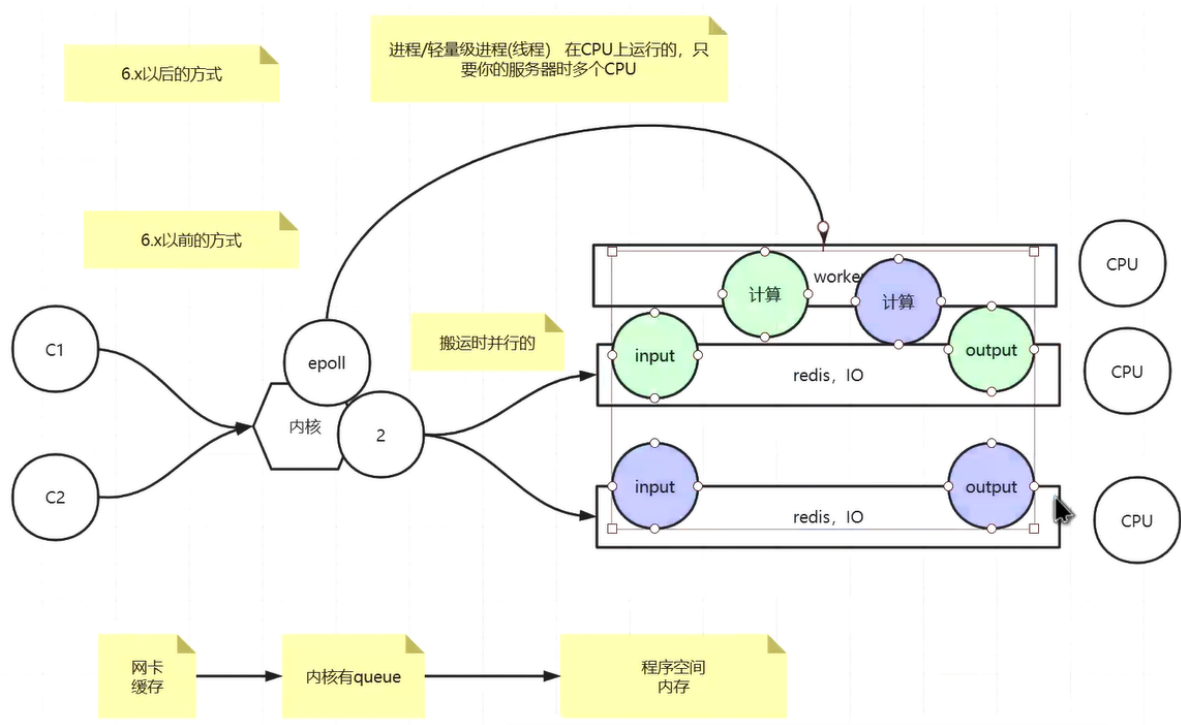 6.x以后的方式
进程/轻量级进程(线程） 在CPU上运行的，只
要你的服务器时多个CPU
6.x以前的方式
搬运时并行的
C1
C2
epoll
内核
2
worker
计算
计算
CPU
input
redis，IO
output
CPU
input
redis，IO
output
CPU
网卡
缓存
内核有queue
程序空间
内存